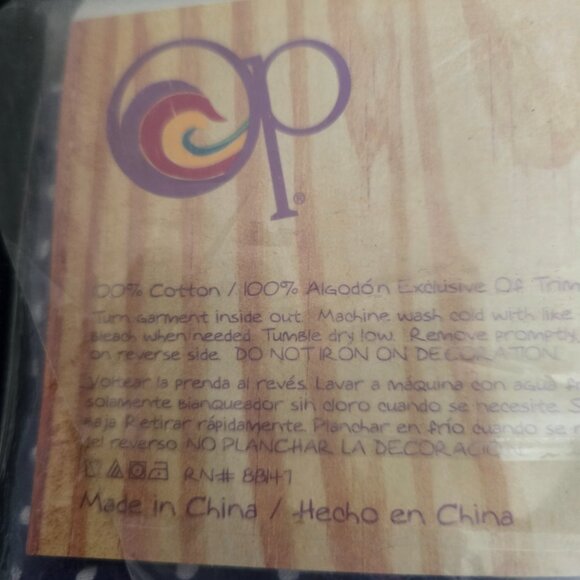 Op®
00% Cotton / 100% Algodón Exclusive Of Trim
Turn garment inside out. Machine wash cold with like
Bleach when needed. Tumble dry low. Remove promptly.
on reverse side. DO NOT IRON ON DECORATION
Voltear la prenda al revés. Lavar a máquina con agua
solamente blanqueador sin cloro cuando se necesite.
baja Retirar rápidamente. Planchar en frío cuando se
del reverso NO PLANCHAR LA DECORACIÓN
RN# 88147
Made in China / Hecho en China